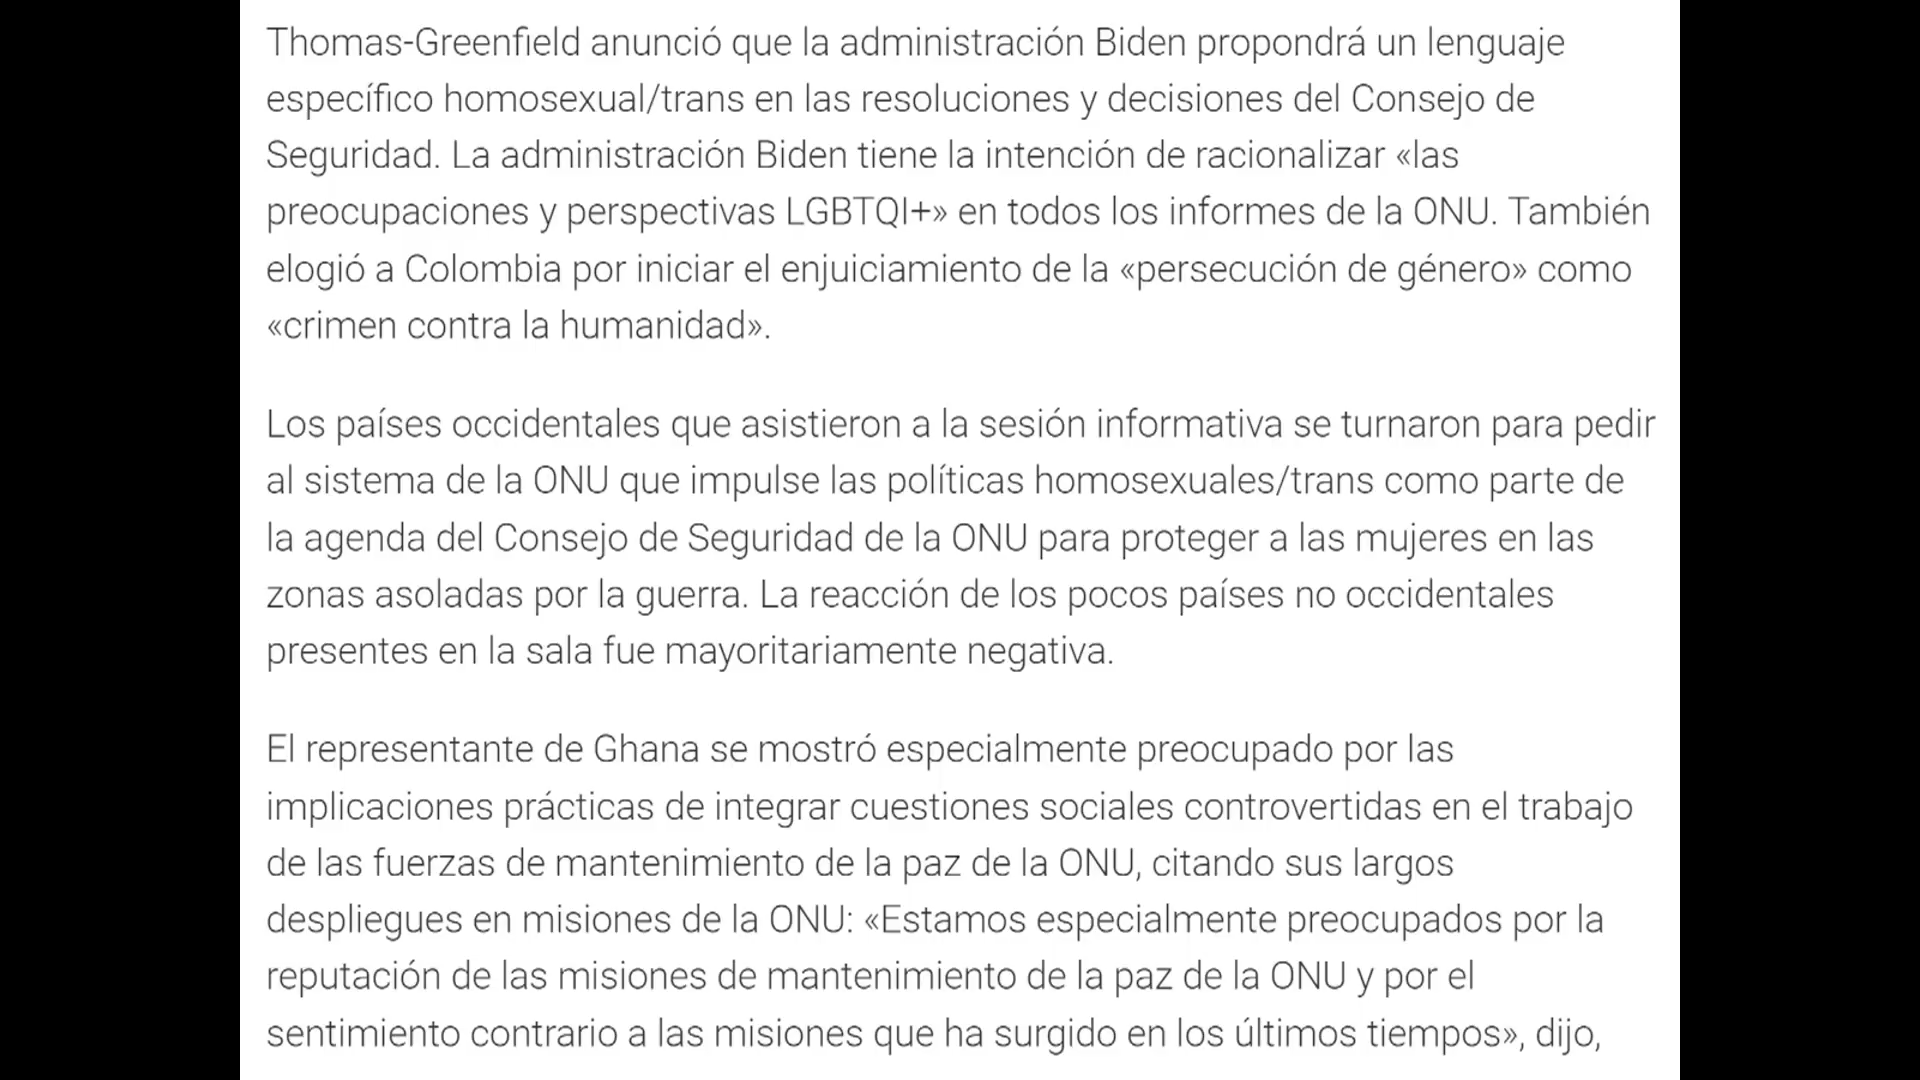 Thomas-Greenfield anunció que la administración Biden propondrá un lenguaje
específico homosexual/trans en las resoluciones y decisiones del Consejo de
Seguridad. La administración Biden tiene la intención de racionalizar «las
preocupaciones y perspectivas LGBTQI+» en todos los informes de la ONU. También
elogió a Colombia por iniciar el enjuiciamiento de la «persecución de género» como
«crimen contra la humanidad».
Los países occidentales que asistieron a la sesión informativa se turnaron para pedir
al sistema de la ONU que impulse las políticas homosexuales/trans como parte de
la agenda del Consejo de Seguridad de la ONU para proteger a las mujeres en las
zonas asoladas por la guerra. La reacción de los pocos países no occidentales
presentes en la sala fue mayoritariamente negativa.
El representante de Ghana se mostró especialmente preocupado por las
implicaciones prácticas de integrar cuestiones sociales controvertidas en el trabajo
de las fuerzas de mantenimiento de la paz de la ONU, citando sus largos
despliegues en misiones de la ONU: «Estamos especialmente preocupados por la
reputación de las misiones de mantenimiento de la paz de la ONU y por el
sentimiento contrario a las misiones que ha surgido en los últimos tiempos», dijo,